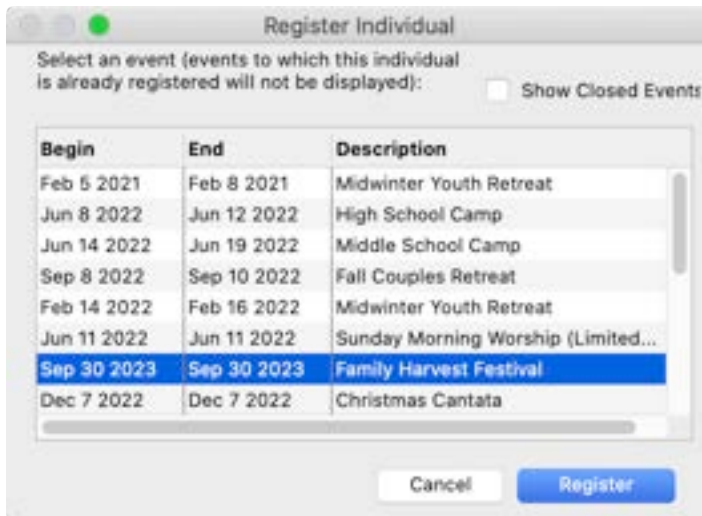 Register Individual
Select an event (events to which this individual
is already registered will not be displayed):
Show Closed Events
Begin End Description
Feb 5 2021 Feb 8 2021 Midwinter Youth Retreat
Jun 8 2022 Jun 12 2022 High School Camp
Jun 14 2022 Jun 19 2022 Middle School Camp
Sep 8 2022 Sep 10 2022 Fall Couples Retreat
Feb 14 2022 Feb 16 2022 Midwinter Youth Retreat
Jun 11 2022 Jun 11 2022 Sunday Morning Worship (Limited...
Sep 30 2023 Sep 30 2023 Family Harvest Festival
Dec 7 2022 Dec 7 2022 Christmas Cantata
Cancel Register